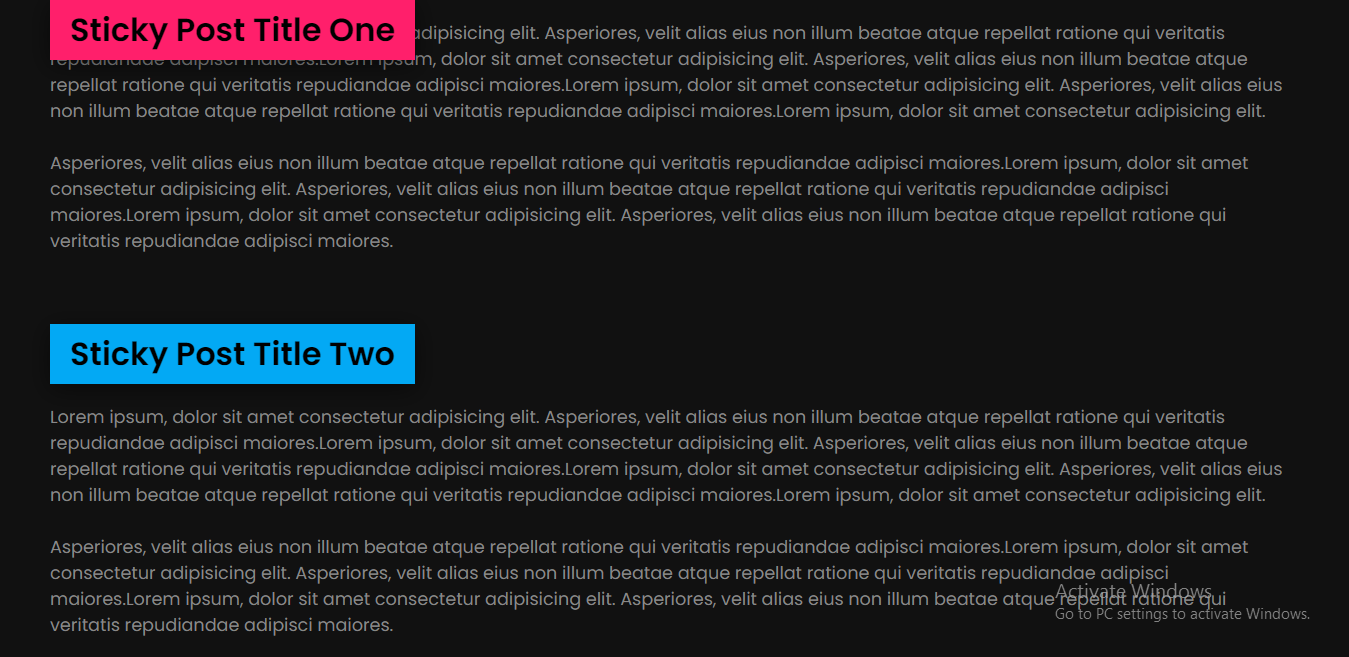 Sticky Post Title One
adipisicing elit. Asperiores, velit alias eius non illum beatae atque repellat ratione qui veritatis
repudiandae adipisci maiores.Lorem ipsum, dolor sit amet consectetur adipisicing elit. Asperiores, velit alias eius non illum beatae atque
repellat ratione qui veritatis repudiandae adipisci maiores.Lorem ipsum, dolor sit amet consectetur adipisicing elit. Asperiores, velit alias eius
non illum beatae atque repellat ratione qui veritatis repudiandae adipisci maiores.Lorem ipsum, dolor sit amet consectetur adipisicing elit.
Asperiores, velit alias eius non illum beatae atque repellat ratione qui veritatis repudiandae adipisci maiores.Lorem ipsum, dolor sit amet
consectetur adipisicing elit. Asperiores, velit alias eius non illum beatae atque repellat ratione qui veritatis repudiandae adipisci
maiores.Lorem ipsum, dolor sit amet consectetur adipisicing elit. Asperiores, velit alias eius non illum beatae atque repellat ratione qui
veritatis repudiandae adipisci maiores.
Sticky Post Title Two
Lorem ipsum, dolor sit amet consectetur adipisicing elit. Asperiores, velit alias eius non illum beatae atque repellat ratione qui veritatis
repudiandae adipisci maiores.Lorem ipsum, dolor sit amet consectetur adipisicing elit. Asperiores, velit alias eius non illum beatae atque
repellat ratione qui veritatis repudiandae adipisci maiores.Lorem ipsum, dolor sit amet consectetur adipisicing elit. Asperiores, velit alias eius
non illum beatae atque repellat ratione qui veritatis repudiandae adipisci maiores.Lorem ipsum, dolor sit amet consectetur adipisicing elit.
Asperiores, velit alias eius non illum beatae atque repellat ratione qui veritatis repudiandae adipisci maiores.Lorem ipsum, dolor sit amet
consectetur adipisicing elit. Asperiores, velit alias eius non illum beatae atque repellat ratione qui veritatis repudiandae adipisci
maiores.Lorem ipsum, dolor sit amet consectetur adipisicing elit. Asperiores, velit alias eius non illum beatae atque repellat ratione qui
veritatis repudiandae adipisci maiores.
Activate Windows
Go to PC settings to activate Windows.